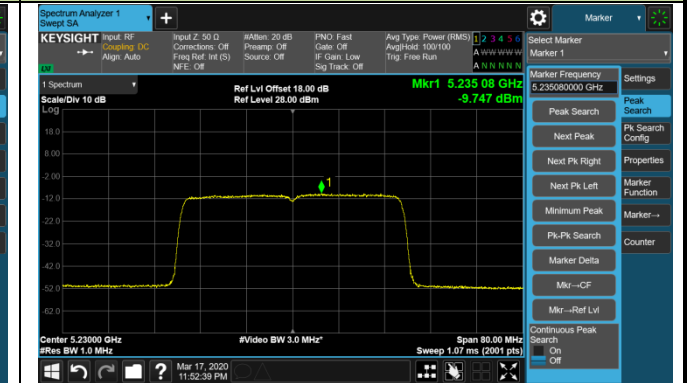 Spectrum Analyzer 1
Swept SA
Marker
KEYSIGHT
Input: RF
Coupling: DC
Align: Auto
Input Z: 50 Ω
Corrections: Off
Freq Ref: Int (S)
NFE: Off
#Atten: 20 dB
Preamp: Off
Source: Off
PNO: Fast
Gate: Off
IF Gain: Low
Sig Track: Off
Avg Type: Power (RMS)
Avg|Hold: 100/100
Trig: Free Run
1 2 3 4 5 6
A W W W W W
A N N N N N
LM
Select Marker
Marker 1
1 Spectrum
Scale/Div 10 dB
Log
Ref Lvl Offset 18.00 dB
Ref Level 28.00 dBm
Mkr1 5.235 08 GHz
-9.747 dBm
18.0
8.00
-2.00
-12.0
-22.0
-32.0
-42.0
-52.0
-62.0
1
Center 5.23000 GHz
#Res BW 1.0 MHz
#Video BW 3.0 MHz*
Span 80.00 MHz
Sweep 1.07 ms (2001 pts)
Marker Frequency
5.235080000 GHz
Peak Search
Next Peak
Next Pk Right
Next Pk Left
Minimum Peak
Pk-Pk Search
Marker Delta
Mkr→CF
Mkr→Ref Lvl
Continuous Peak
Search
On
Off
Settings
Peak
Search
Pk Search
Config
Properties
Marker
Function
Marker→
Counter
?
Mar 17, 2020
11:52:39 PM